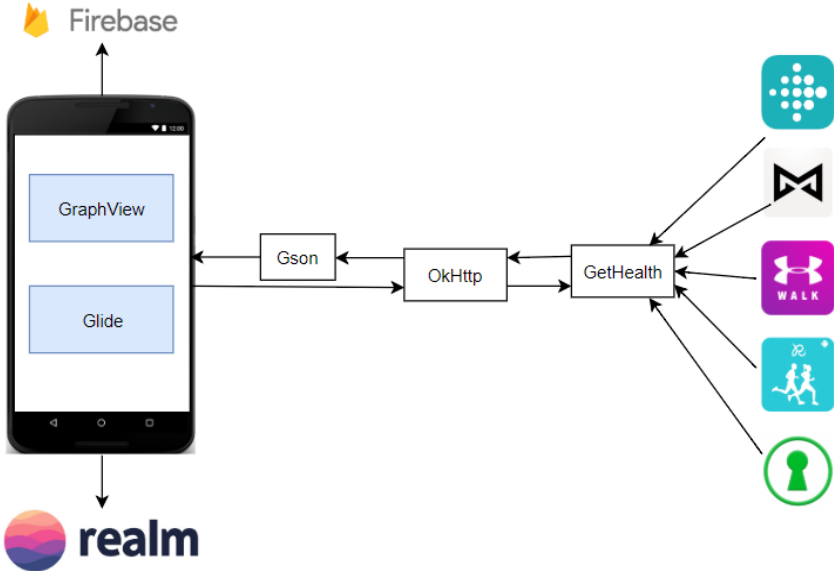 Firebase
12:00
GraphView
Glide
Gson
OkHttp
GetHealth
WALK
realm